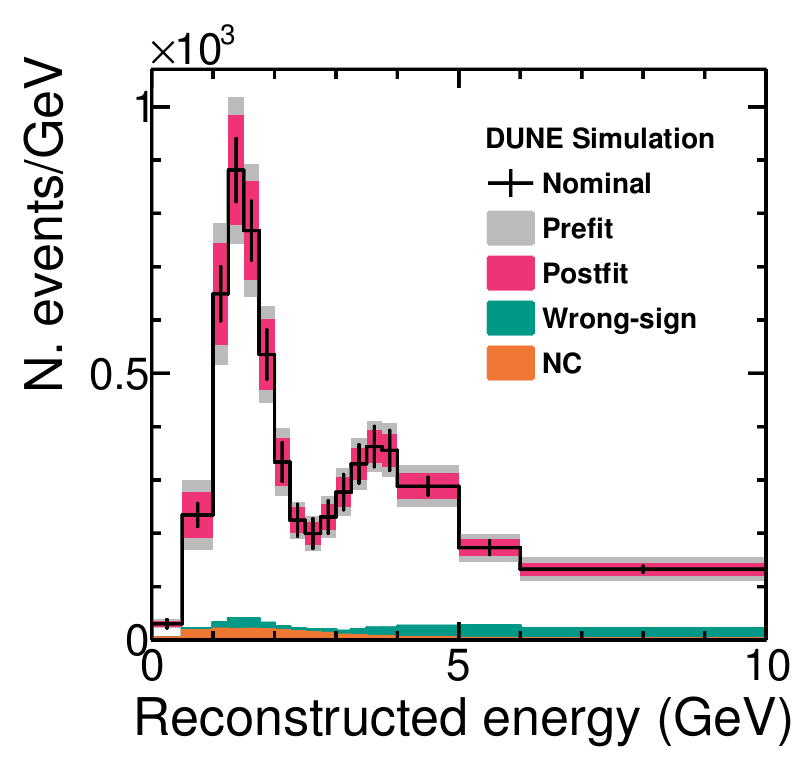 ×10³
N. events/GeV
1
0.5
0
DUNE Simulation
Nominal
Prefit
Postfit
Wrong-sign
NC
0 5 10
Reconstructed energy (GeV)